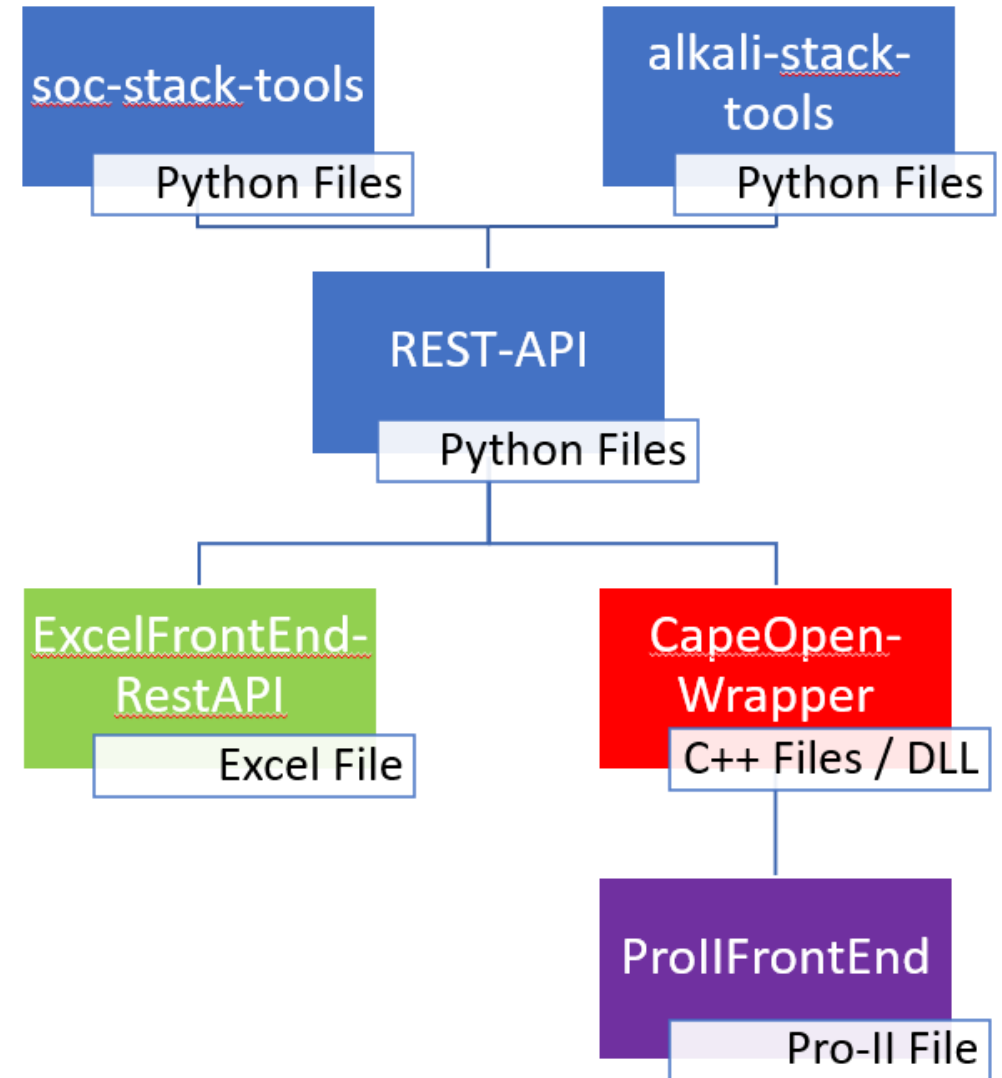 soc-stack-tools
Python Files
alkali-stack-
tools
Python Files
REST-API
Python Files
ExcelFrontEnd-
RestAPI
Excel File
CapeOpen-
Wrapper
C++ Files / DLL
ProIIFrontEnd
Pro-II File